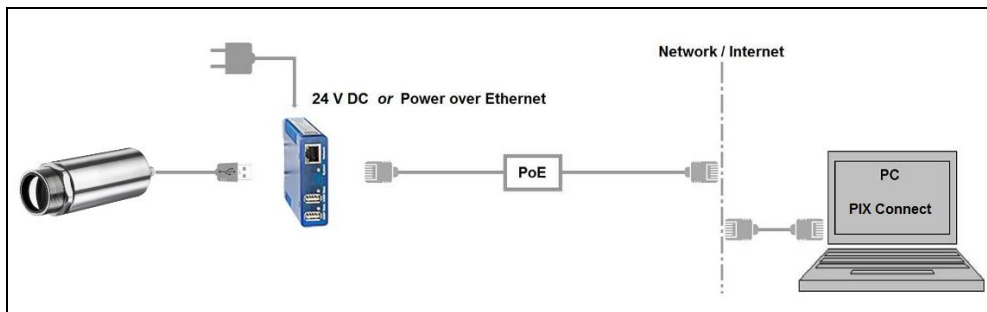 Network / Internet
24 V DC or Power over Ethernet
PoE
PC
PIX Connect